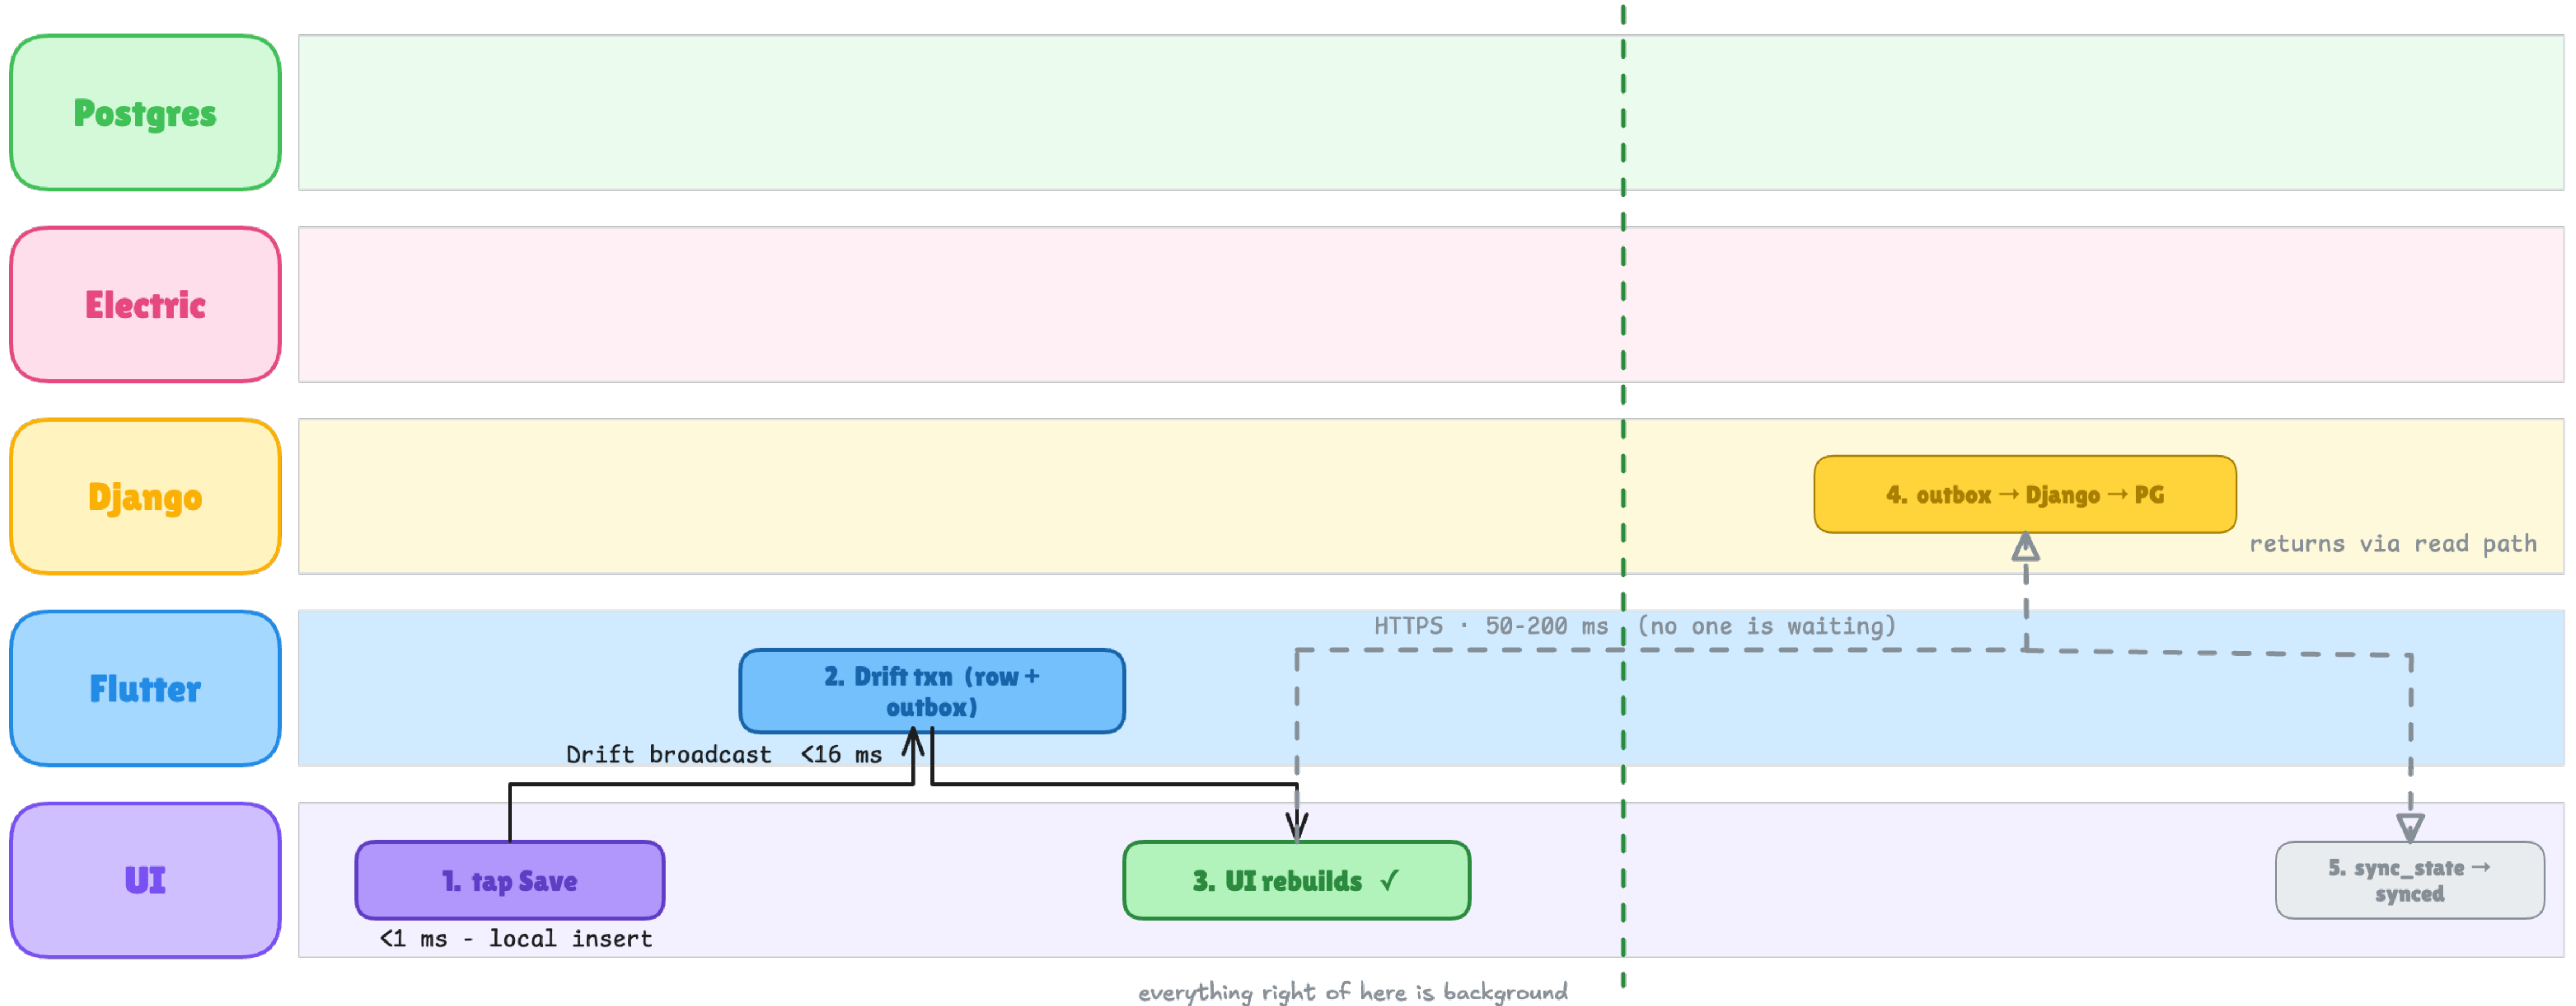 Postgres
Electric
Django
4. outbox → Django → PG
returns via read path
Flutter
HTTPS · 50-200 ms (no one is waiting)
2. Drift txn (row +
outbox)
Drift broadcast <16 ms
UI
1. tap Save
<1 ms - local insert
3. UI rebuilds ✓
5. sync_state →
synced
everything right of here is background